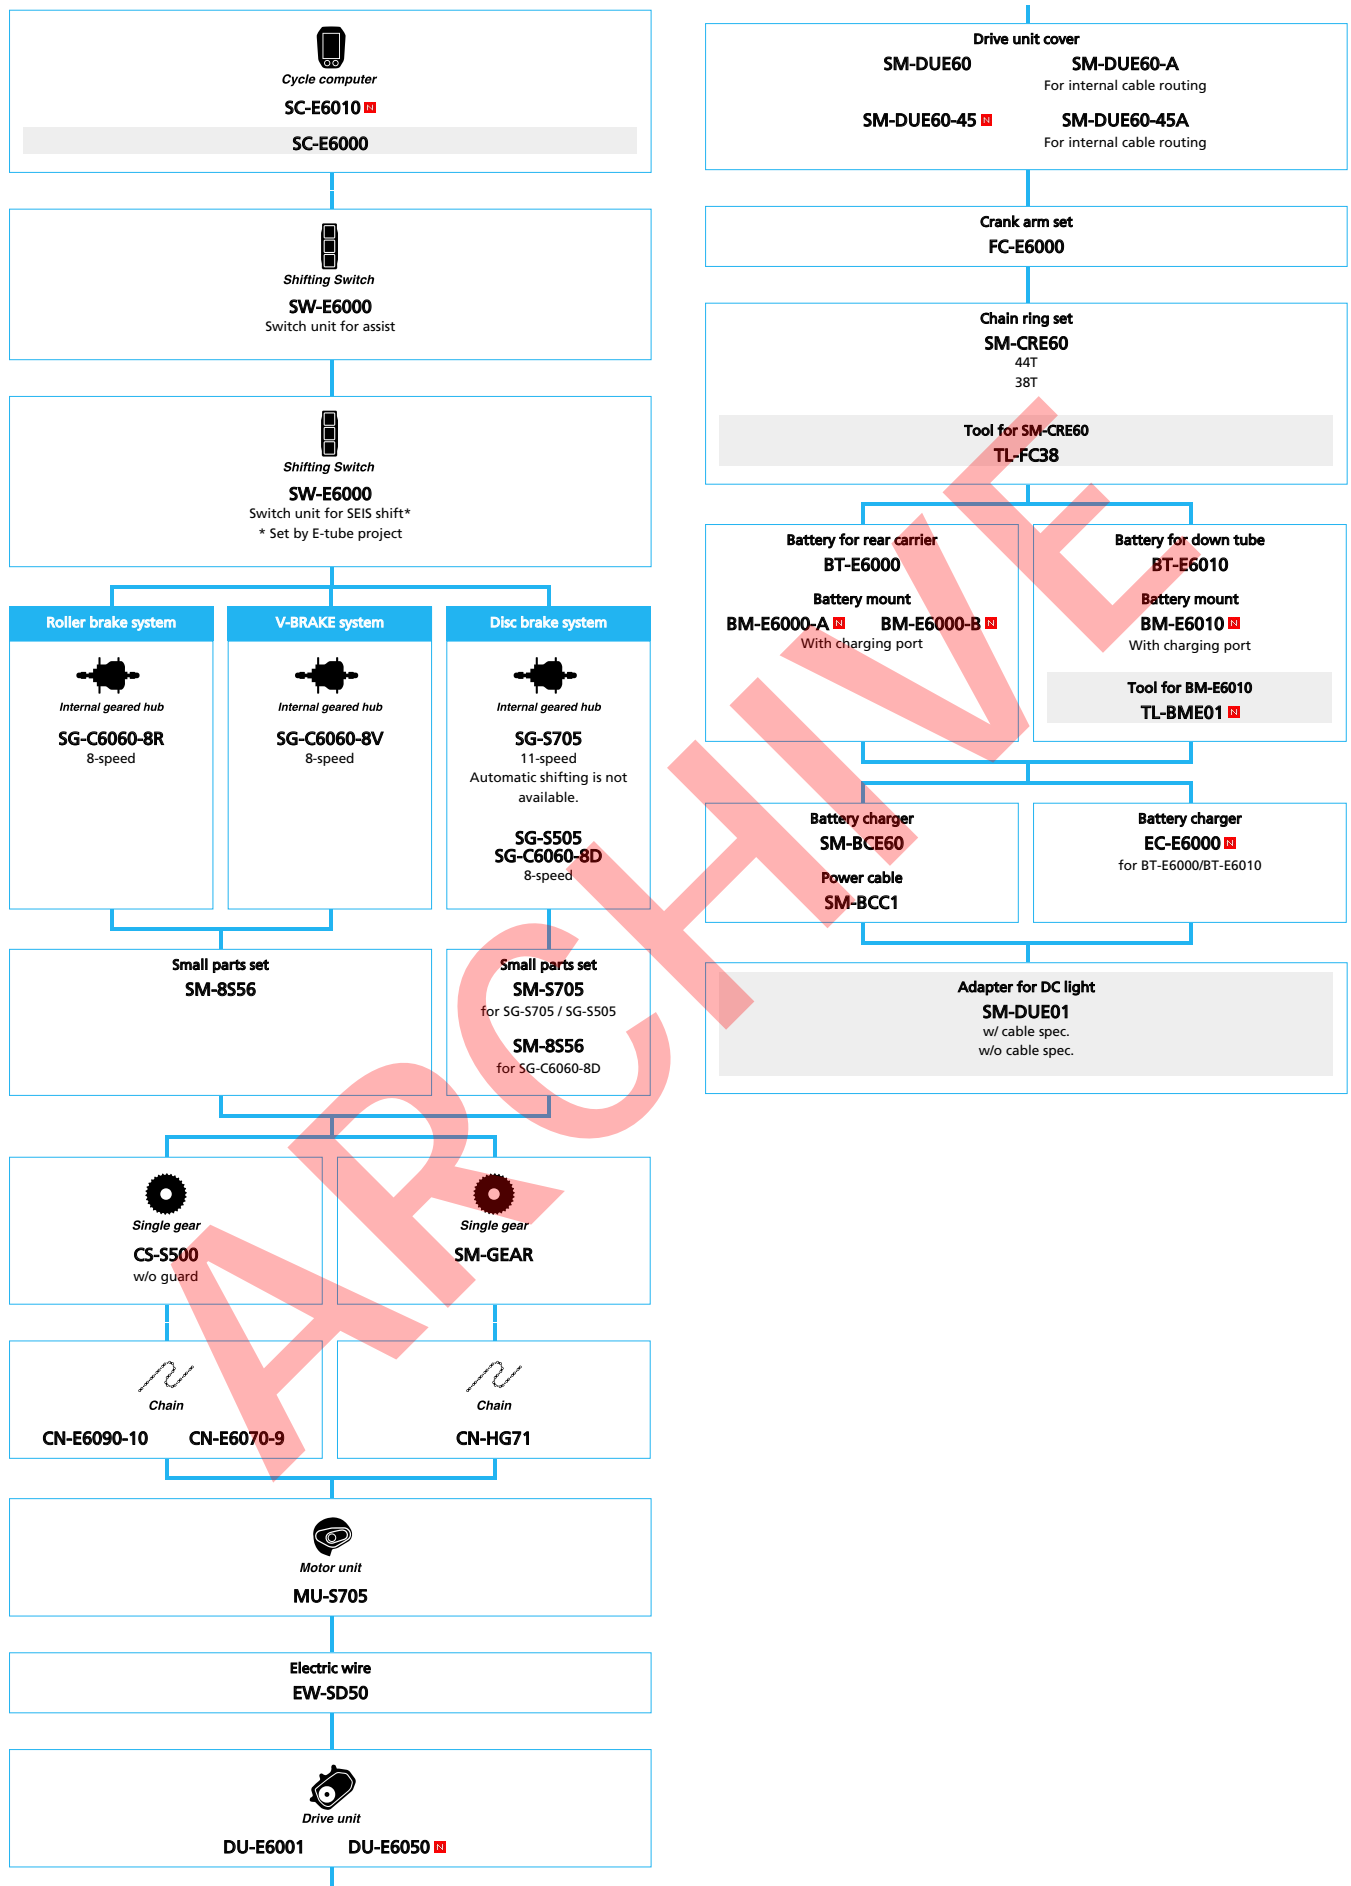 Cycle computer
SC-E6010 N
SC-E6000
Shifting Switch
SW-E6000
Switch unit for assist
Shifting Switch
SW-E6000
Switch unit for SEIS shift*
* Set by E-tube project
Roller brake system
Internal geared hub
SG-C6060-8R
8-speed
V-BRAKE system
Internal geared hub
SG-C6060-8V
8-speed
Disc brake system
Internal geared hub
SG-S705
11-speed
Automatic shifting is not
available.
SG-S505
SG-C6060-8D
8-speed
Small parts set
SM-8S56
Small parts set
SM-S705
for SG-S705 / SG-S505
SM-8S56
for SG-C6060-8D
Single gear
CS-S500
w/o guard
Single gear
SM-GEAR
Chain
CN-E6090-10 CN-E6070-9
Chain
CN-HG71
Motor unit
MU-S705
Electric wire
EW-SD50
Drive unit
DU-E6001 DU-E6050 N
Drive unit cover
SM-DUE60 SM-DUE60-A
For internal cable routing
SM-DUE60-45 N SM-DUE60-45A
For internal cable routing
Crank arm set
FC-E6000
Chain ring set
SM-CRE60
44T
38T
Tool for SM-CRE60
TL-FC38
Battery for rear carrier
BT-E6000
Battery mount
BM-E6000-A N BM-E6000-B N
With charging port
Battery for down tube
BT-E6010
Battery mount
BM-E6010 N
With charging port
Tool for BM-E6010
TL-BME01 N
Battery charger
SM-BCE60
Power cable
SM-BCC1
Battery charger
EC-E6000 N
for BT-E6000/BT-E6010
Adapter for DC light
SM-DUE01
w/ cable spec.
w/o cable spec.
ARCHIVE